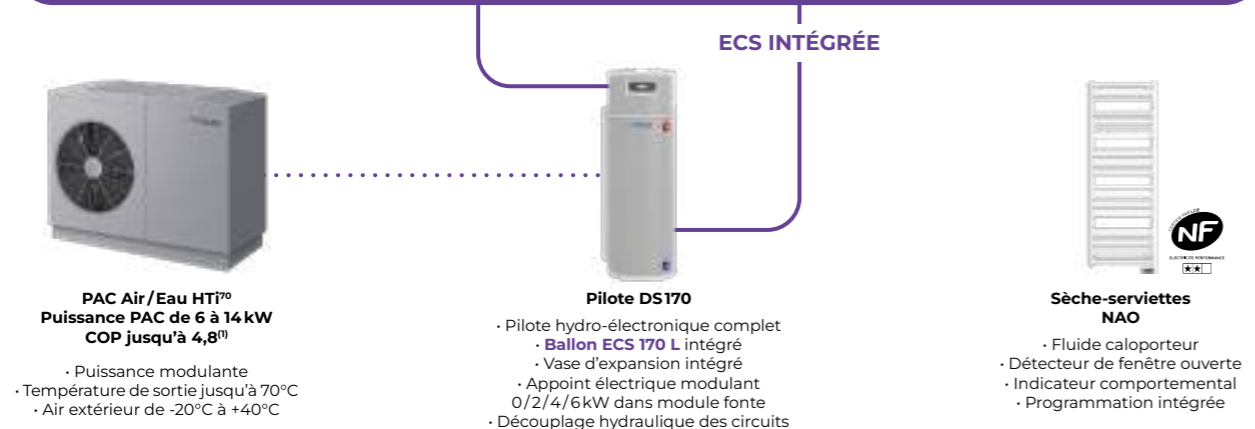 ECS INTÉGRÉE
PAC Air/Eau HTi⁷⁰
Puissance PAC de 6 à 14 kW
COP jusqu'à 4,8⁽¹⁾
• Puissance modulante
• Température de sortie jusqu'à 70°C
• Air extérieur de -20°C à +40°C
Pilote DS170
• Pilote hydro-électronique complet
• Ballon ECS 170 L intégré
• Vase d'expansion intégré
• Appoint électrique modulant
0/2/4/6 kW dans module fonte
• Découplage hydraulique des circuits
NF
ÉLECTRICITÉ PERFORMANCE
Sèche-serviettes
NAO
• Fluide caloporteur
• Détecteur de fenêtre ouverte
• Indicateur comportemental
• Programmation intégrée